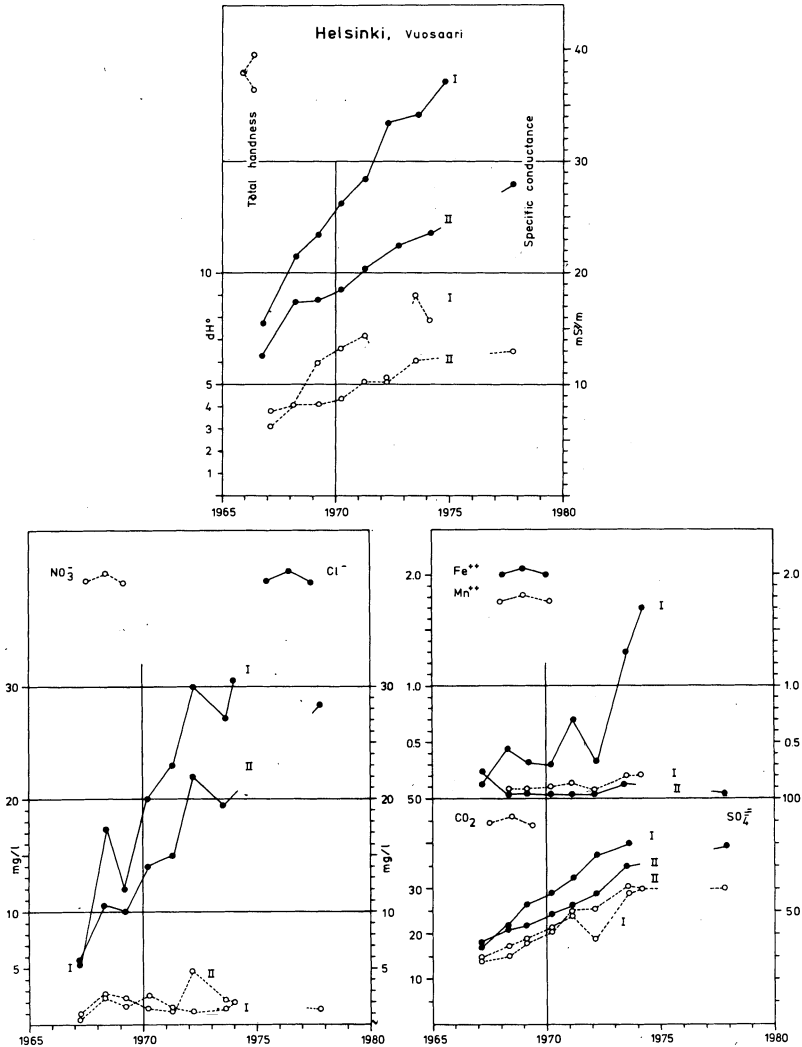 Helsinki, Vuosaari
40
I
Total handness
Specific conductance
30
II
10
20
I
dH°
mS/m
II
5
10
4
3
2
1
1965
1970
1975
1980
NO₃⁻
Cl⁻
I
30
30
II
20
20
mg/l
mg/l
10
10
I
5
II
5
I
1965
1970
1975
1980
Fe⁺⁺
2.0
2.0
Mn⁺⁺
I
1.0
1.0
0.5
0.5
I
II
50
100
CO₂
SO₄⁼
I
II
II
30
50
I
20
10
1965
1970
1975
1980